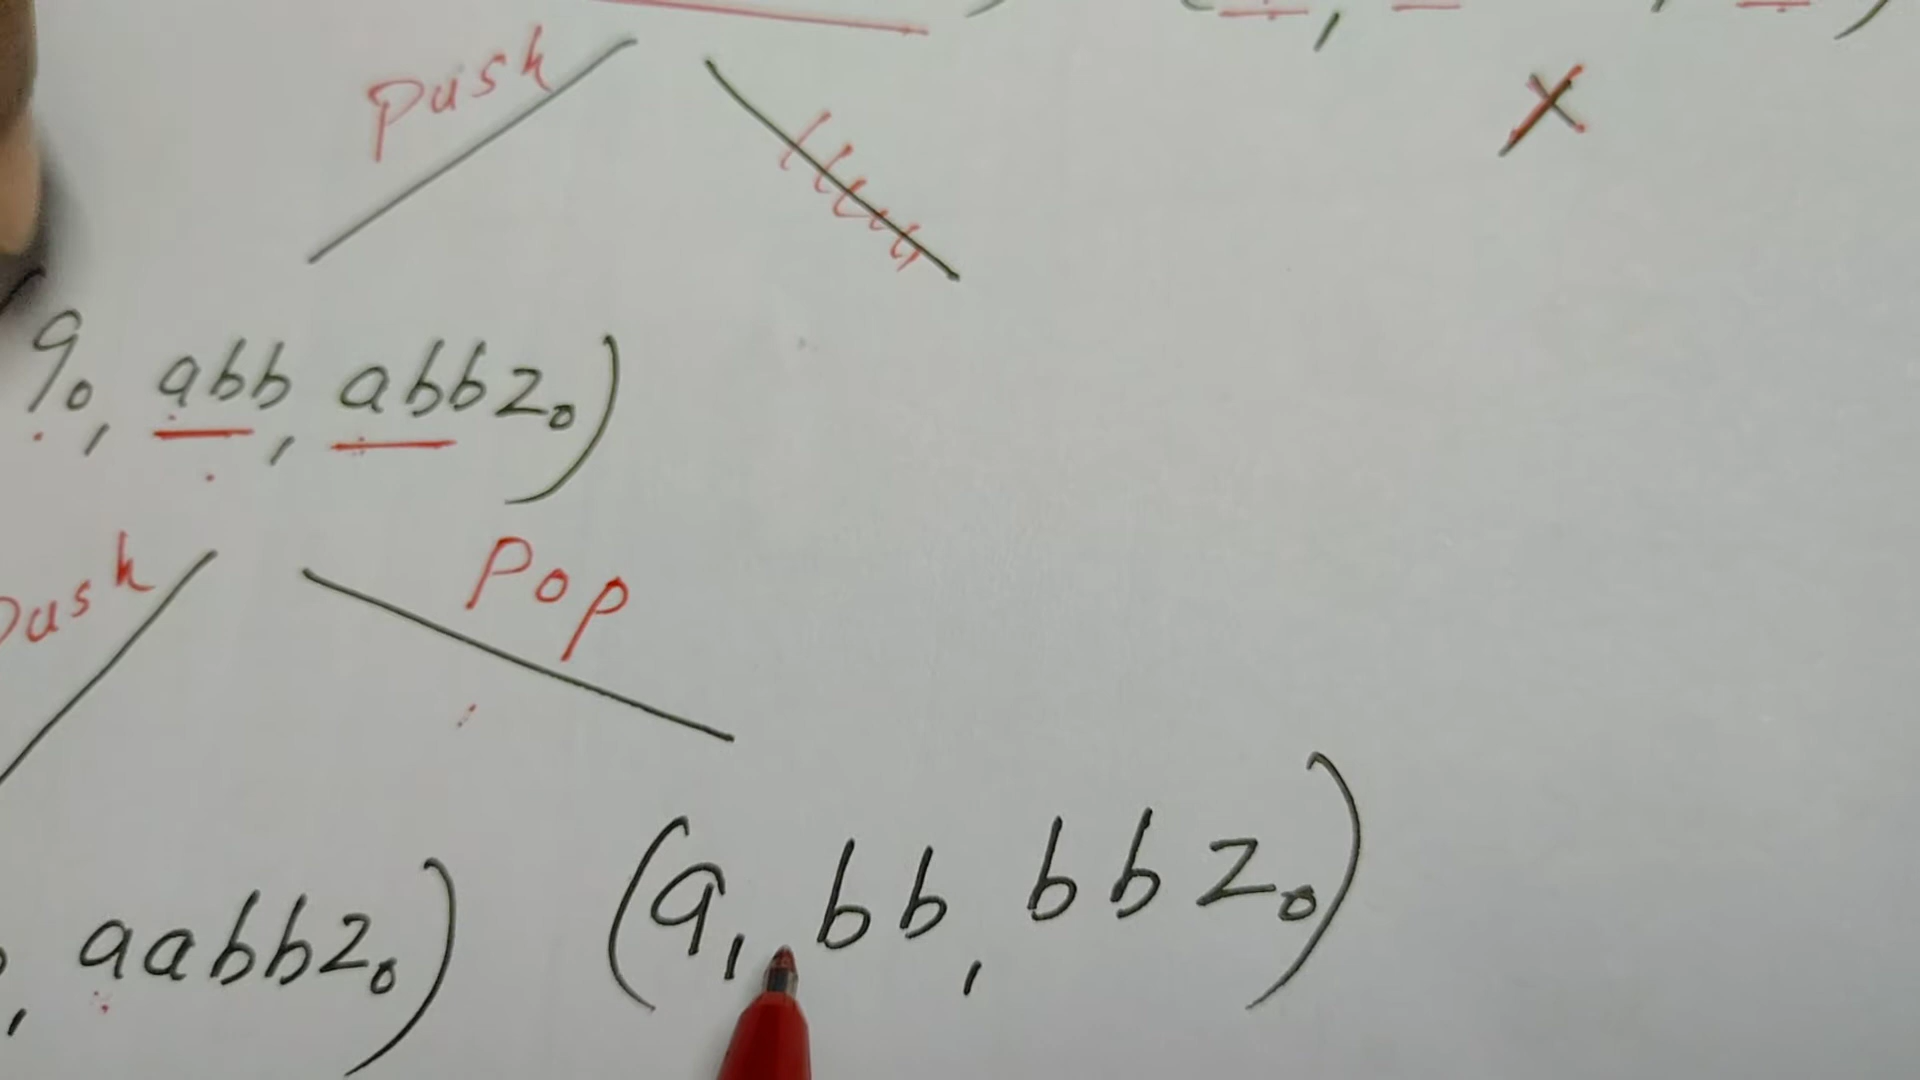 push
q₀, abb, abbz₀)
push
Pop
, aabbz₀)
(q₁, bb, bbz₀)